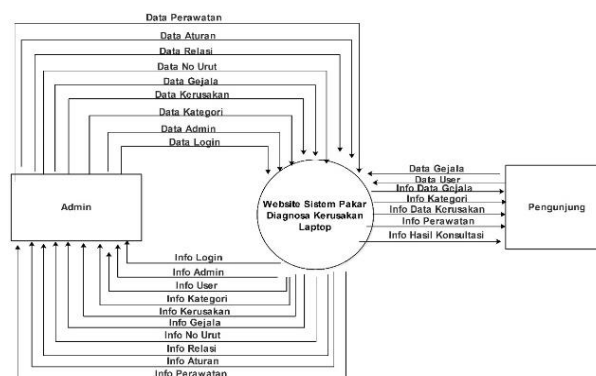 Data Perawatan
Data Aturan
Data Relasi
Data No Urut
Data Gejala
Data Kerusakan
Data Kategori
Data Admin
Data Login
Admin
Website Sistem Pakar
Diagnosa Kerusakan
Laptop
Data Gejala
Data User
Info Data Gejala
Info Kategori
Info Data Kerusakan
Info Perawatan
Info Hasil Konsultasi
Pengunjung
Info Login
Info Admin
Info User
Info Kategori
Info Kerusakan
Info Gejala
Info No Urut
Info Relasi
Info Aturan
Info Perawatan